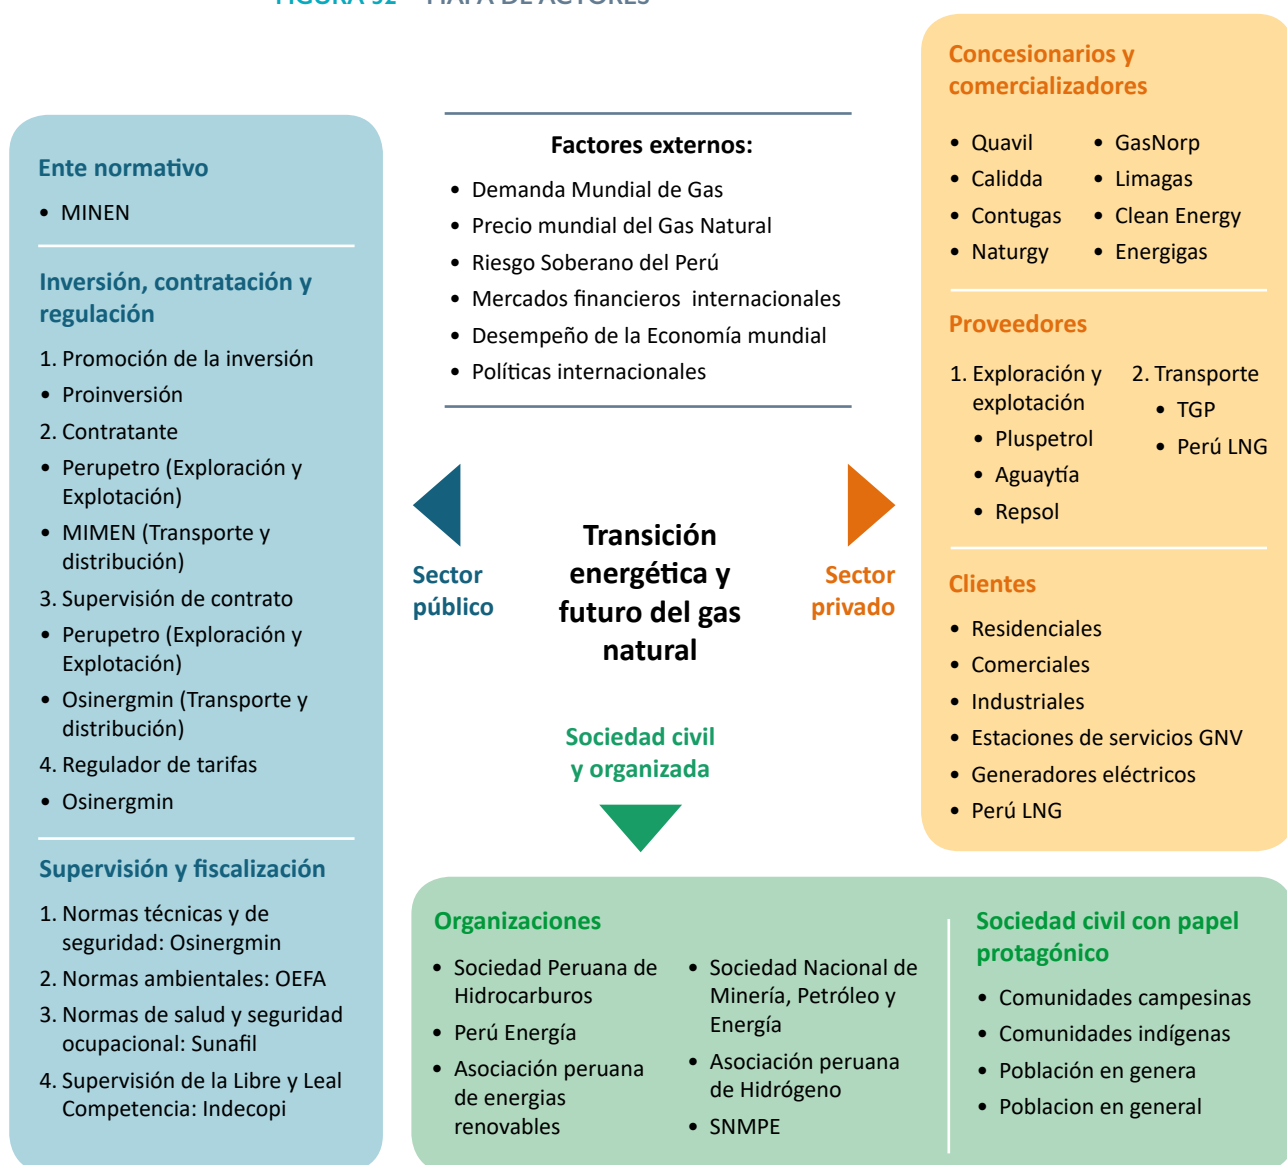 FIGURA 52 MAPA DE ACTORES
Ente normativo
• MINEN
Inversión, contratación y
regulación
1. Promoción de la inversión
• Proinversión
2. Contratante
• Perupetro (Exploración y
Explotación)
• MIMEN (Transporte y
distribución)
3. Supervisión de contrato
• Perupetro (Exploración y
Explotación)
• Osinergmin (Transporte y
distribución)
4. Regulador de tarifas
• Osinergmin
Supervisión y fiscalización
1. Normas técnicas y de
seguridad: Osinergmin
2. Normas ambientales: OEFA
3. Normas de salud y seguridad
ocupacional: Sunafil
4. Supervisión de la Libre y Leal
Competencia: Indecopi
Factores externos:
• Demanda Mundial de Gas
• Precio mundial del Gas Natural
• Riesgo Soberano del Perú
• Mercados financieros internacionales
• Desempeño de la Economía mundial
• Políticas internacionales
Sector
público
Transición
energética y
futuro del gas
natural
Sector
privado
Sociedad civil
y organizada
Concesionarios y
comercializadores
• Quavil
• Calidda
• Contugas
• Naturgy
• GasNorp
• Limagas
• Clean Energy
• Energigas
Proveedores
1. Exploración y
explotación
• Pluspetrol
• Aguaytía
• Repsol
2. Transporte
• TGP
• Perú LNG
Clientes
• Residenciales
• Comerciales
• Industriales
• Estaciones de servicios GNV
• Generadores eléctricos
• Perú LNG
Organizaciones
• Sociedad Peruana de
Hidrocarburos
• Perú Energía
• Asociación peruana
de energias
renovables
• Sociedad Nacional de
Minería, Petróleo y
Energía
• Asociación peruana
de Hidrógeno
• SNMPE
Sociedad civil con papel
protagónico
• Comunidades campesinas
• Comunidades indígenas
• Población en genera
• Poblacion en general